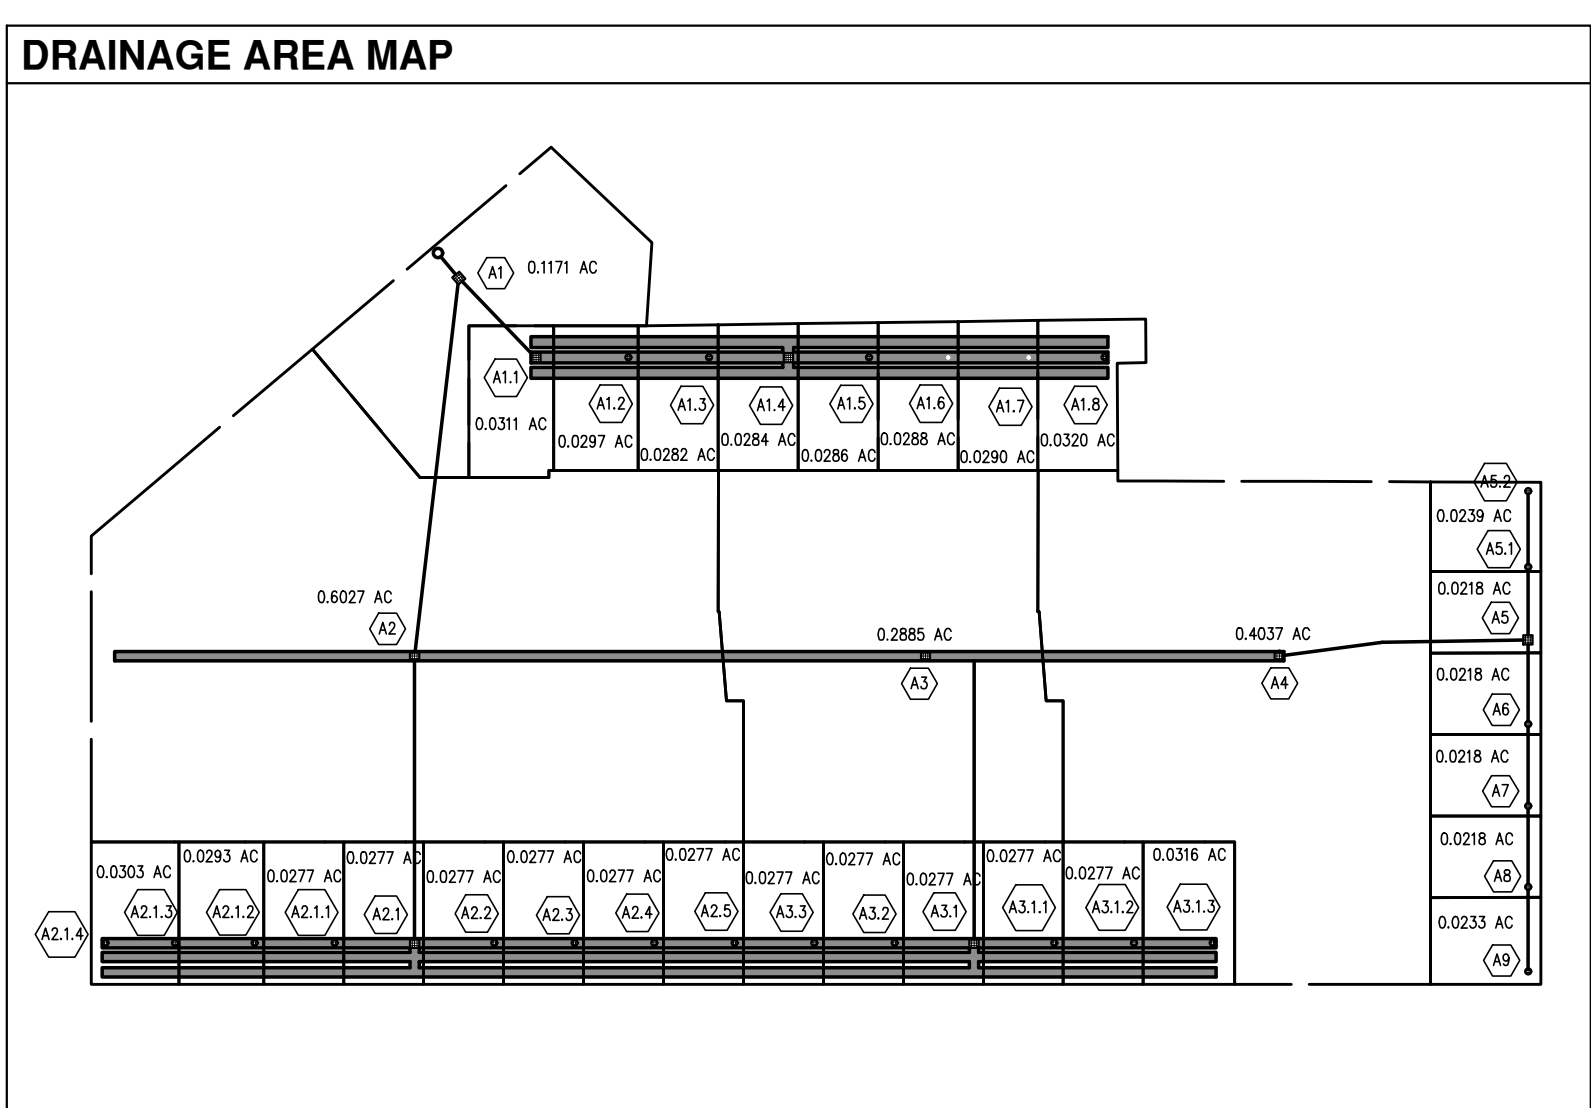 DRAINAGE AREA MAP
A1
0.1171 AC
A1.1
0.0311 AC
A1.2
0.0297 AC
A1.3
0.0282 AC
A1.4
0.0284 AC
A1.5
0.0286 AC
A1.6
0.0288 AC
A1.7
0.0290 AC
A1.8
0.0320 AC
A5.2
0.0239 AC
A5.1
0.0218 AC
A5
0.0218 AC
A6
0.0218 AC
A7
0.0218 AC
A8
0.0233 AC
A9
0.6027 AC
A2
0.2885 AC
A3
0.4037 AC
A4
0.0303 AC
A2.1.3
A2.1.4
0.0293 AC
A2.1.2
0.0277 AC
A2.1.1
0.0277 AC
A2.1
0.0277 AC
A2.2
0.0277 AC
A2.3
0.0277 AC
A2.4
0.0277 AC
A2.5
0.0277 AC
A3.3
0.0277 AC
A3.2
0.0277 AC
A3.1
0.0277 AC
A3.1.1
0.0277 AC
A3.1.2
0.0316 AC
A3.1.3